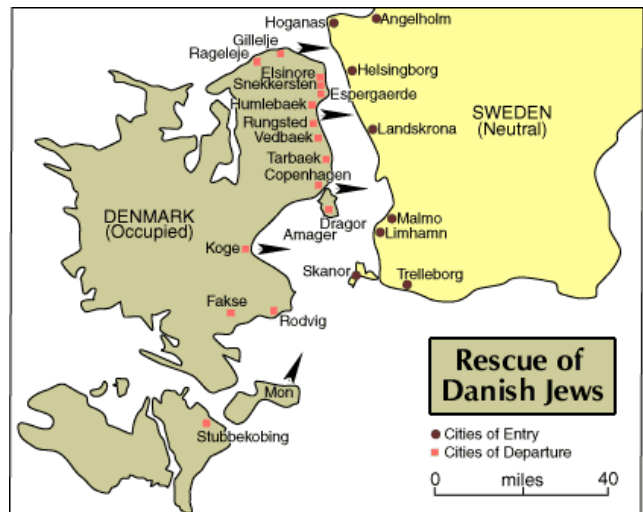 Hoganas
Angelholm
Gillelje
Rageleje
Elsinore
Helsingborg
Snekkersten
Espergaerde
Humlebaek
SWEDEN
(Neutral)
Rungsted
Landskrona
Vedbaek
Tarbaek
Copenhagen
DENMARK
(Occupied)
Dragor
Malmo
Amager
Limhamn
Koge
Skanor
Trelleborg
Fakse
Rodvig
Rescue of
Danish Jews
Mon
Stubbekobing
Cities of Entry
Cities of Departure
0 miles 40